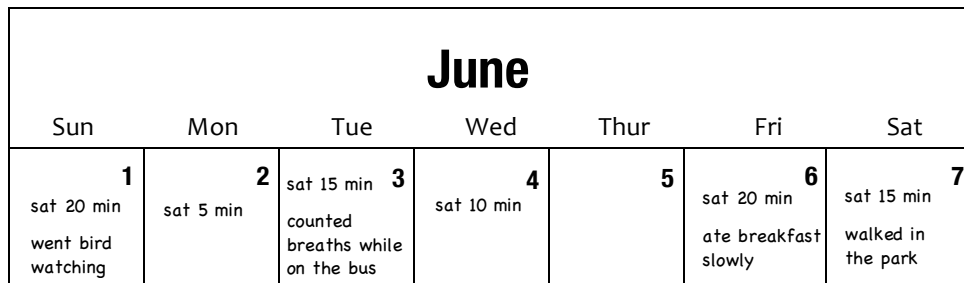 June
Sun Mon Tue Wed Thur Fri Sat
1
sat 20 min
went bird
watching
2
sat 5 min
3
sat 15 min
counted
breaths while
on the bus
4
sat 10 min
5
6
sat 20 min
ate breakfast
slowly
7
sat 15 min
walked in
the park